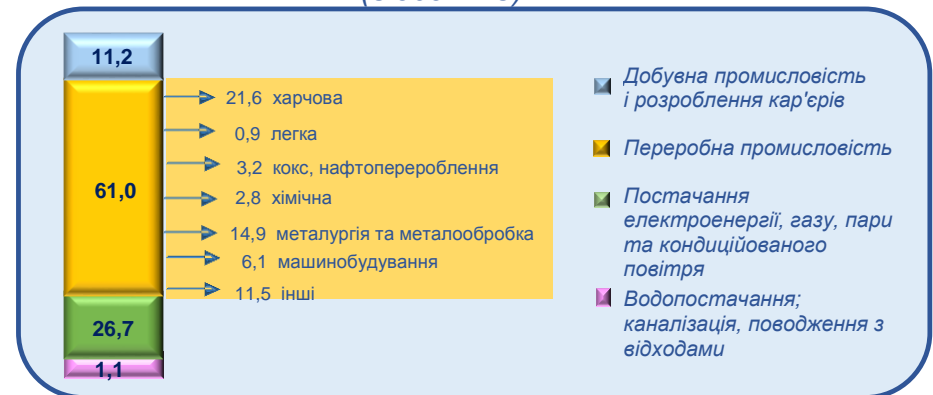 11,2
61,0
26,7
1,1
21,6 харчова
0,9 легка
3,2 кокс, нафтоперероблення
2,8 хімічна
14,9 металургія та металообробка
6,1 машинобудування
11,5 інші
Добувна промисловість
і розроблення кар'єрів
Переробна промисловість
Постачання
електроенергії, газу, пари
та кондиційованого
повітря
Водопостачання;
каналізація, поводження з
відходами